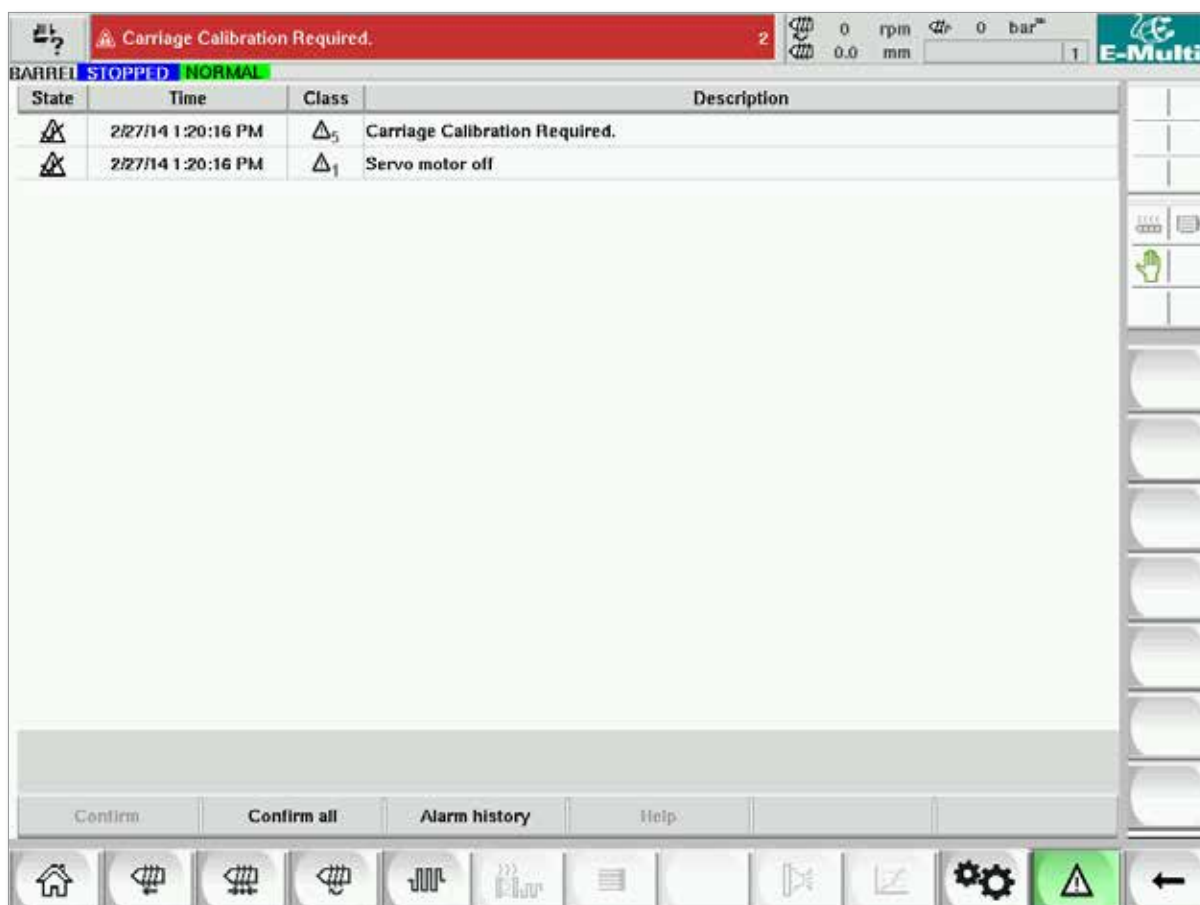 Carriage Calibration Required. 2
0 rpm 0 bar
0.0 mm 1
E-Multi
BARREL STOPPED NORMAL
State Time Class Description
2/27/14 1:20:16 PM 5 Carriage Calibration Required.
2/27/14 1:20:16 PM 1 Servo motor off
Confirm Confirm all Alarm history Help